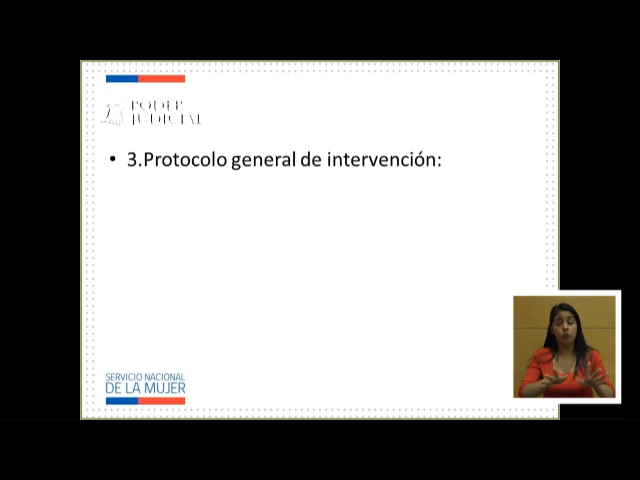 PODER
JUDICIAL
• 3.Protocolo general de intervención:
SERVICIO NACIONAL
DE LA MUJER